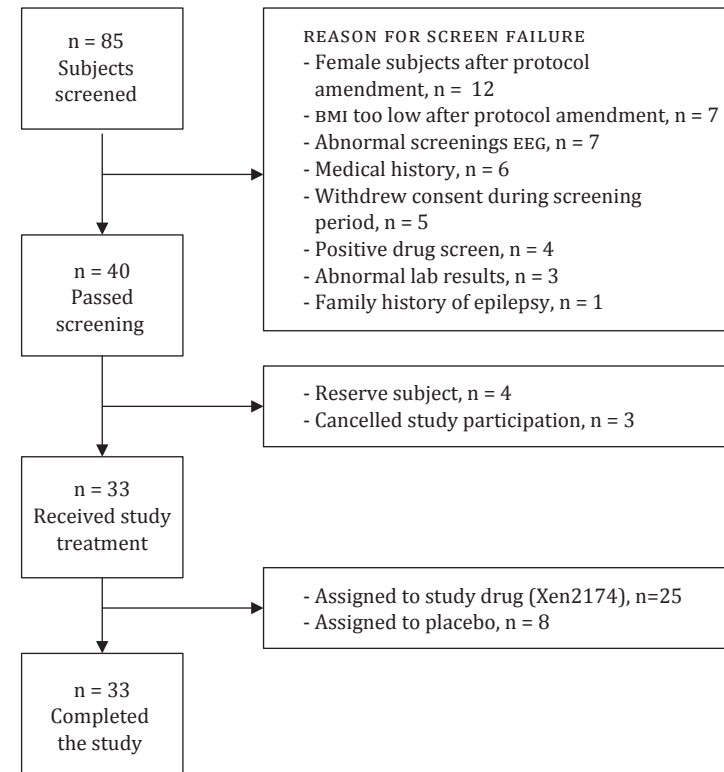 n = 85
Subjects
screened
REASON FOR SCREEN FAILURE
- Female subjects after protocol
amendment, n = 12
- BMI too low after protocol amendment, n = 7
- Abnormal screenings EEG, n = 7
- Medical history, n = 6
- Withdrew consent during screening
period, n = 5
- Positive drug screen, n = 4
- Abnormal lab results, n = 3
- Family history of epilepsy, n = 1
n = 40
Passed
screening
- Reserve subject, n = 4
- Cancelled study participation, n = 3
n = 33
Received study
treatment
- Assigned to study drug (Xen2174), n=25
- Assigned to placebo, n = 8
n = 33
Completed
the study